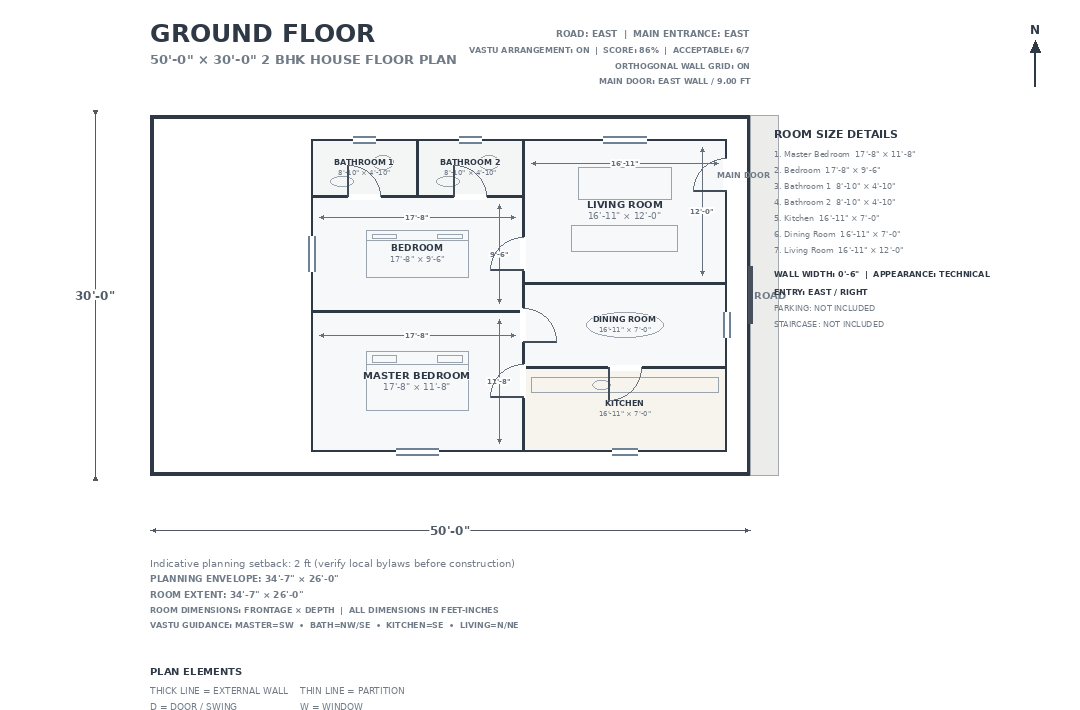 GROUND FLOOR
50'-0" × 30'-0" 2 BHK HOUSE FLOOR PLAN
ROAD: EAST | MAIN ENTRANCE: EAST
VASTU ARRANGEMENT: ON | SCORE: 86% | ACCEPTABLE: 6/7
ORTHOGONAL WALL GRID: ON
MAIN DOOR: EAST WALL / 9.00 FT
N
BATHROOM 1
8'-10" × 4'-10"
BATHROOM 2
8'-10" × 4'-10"
16'-11"
MAIN DOOR
LIVING ROOM
16'-11" × 12'-0"
12'-0"
17'-8"
BEDROOM
17'-8" × 9'-6"
9'-6"
30'-0"
ROAD
DINING ROOM
16'-11" × 7'-0"
17'-8"
MASTER BEDROOM
17'-8" × 11'-8"
11'-8"
KITCHEN
16'-11" × 7'-0"
50'-0"
ROOM SIZE DETAILS
1. Master Bedroom 17'-8" × 11'-8"
2. Bedroom 17'-8" × 9'-6"
3. Bathroom 1 8'-10" × 4'-10"
4. Bathroom 2 8'-10" × 4'-10"
5. Kitchen 16'-11" × 7'-0"
6. Dining Room 16'-11" × 7'-0"
7. Living Room 16'-11" × 12'-0"
WALL WIDTH: 0'-6" | APPEARANCE: TECHNICAL
ENTRY: EAST / RIGHT
PARKING: NOT INCLUDED
STAIRCASE: NOT INCLUDED
Indicative planning setback: 2 ft (verify local bylaws before construction)
PLANNING ENVELOPE: 34'-7" × 26'-0"
ROOM EXTENT: 34'-7" × 26'-0"
ROOM DIMENSIONS: FRONTAGE × DEPTH | ALL DIMENSIONS IN FEET-INCHES
VASTU GUIDANCE: MASTER=SW • BATH=NW/SE • KITCHEN=SE • LIVING=N/NE
PLAN ELEMENTS
THICK LINE = EXTERNAL WALL THIN LINE = PARTITION
D = DOOR / SWING W = WINDOW